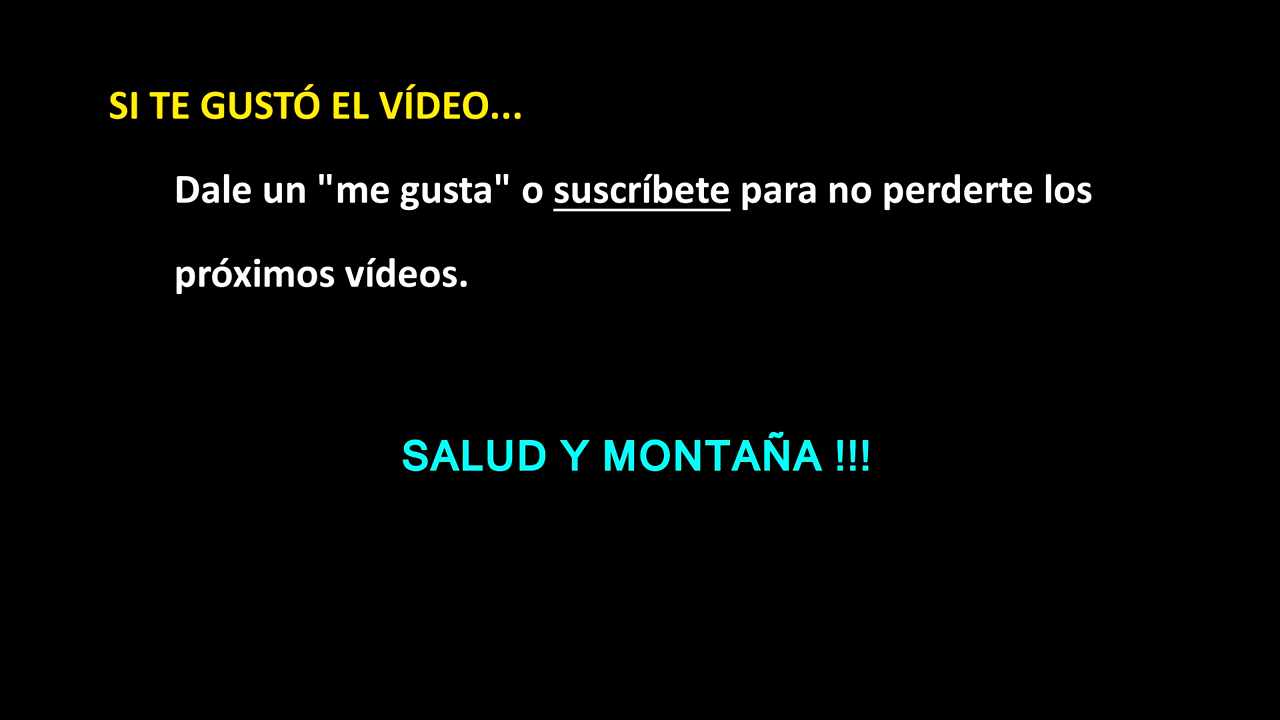 SI TE GUSTÓ EL VÍDEO...
Dale un "me gusta" o suscríbete para no perderte los
próximos vídeos.
SALUD Y MONTAÑA !!!